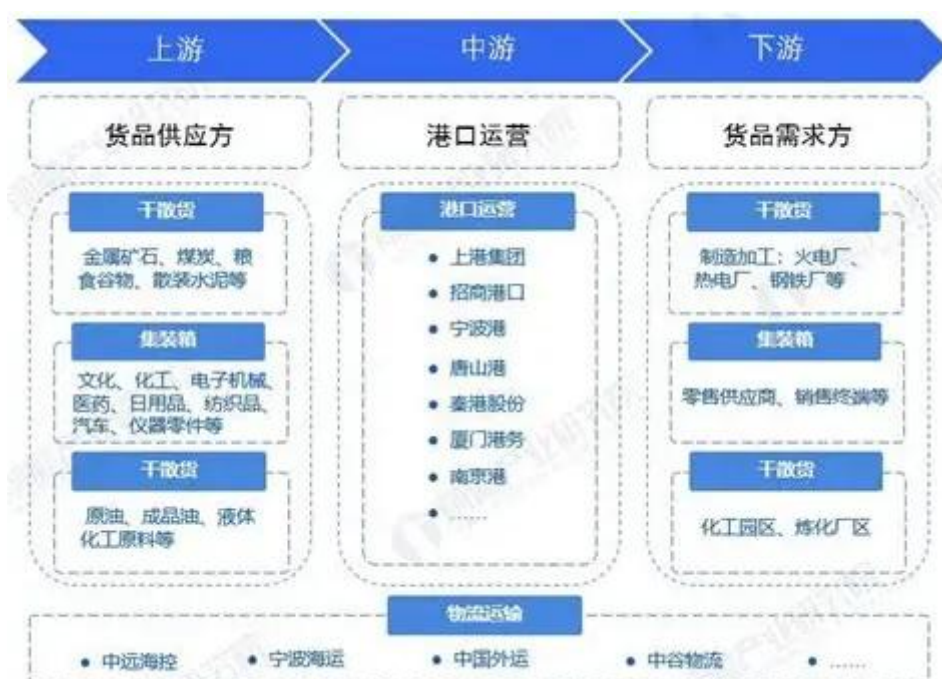 上游
中游
下游
货品供应方
港口运营
货品需求方
干散货
金属矿石、煤炭、粮
食谷物、散装水泥等
集装箱
文化、化工、电子机械、
医药、日用品、纺织品、
汽车、仪器零件等
干散货
原油、成品油、液体
化工原料等
港口运营
• 上港集团
• 招商港口
• 宁波港
• 唐山港
• 秦港股份
• 厦门港务
• 南京港
• ……
干散货
制造加工：火电厂、
热电厂、钢铁厂等
集装箱
零售供应商、销售终端等
干散货
化工园区、炼化厂区
物流运输
• 中远海控
• 宁波海运
• 中国外运
• 中谷物流
• ……